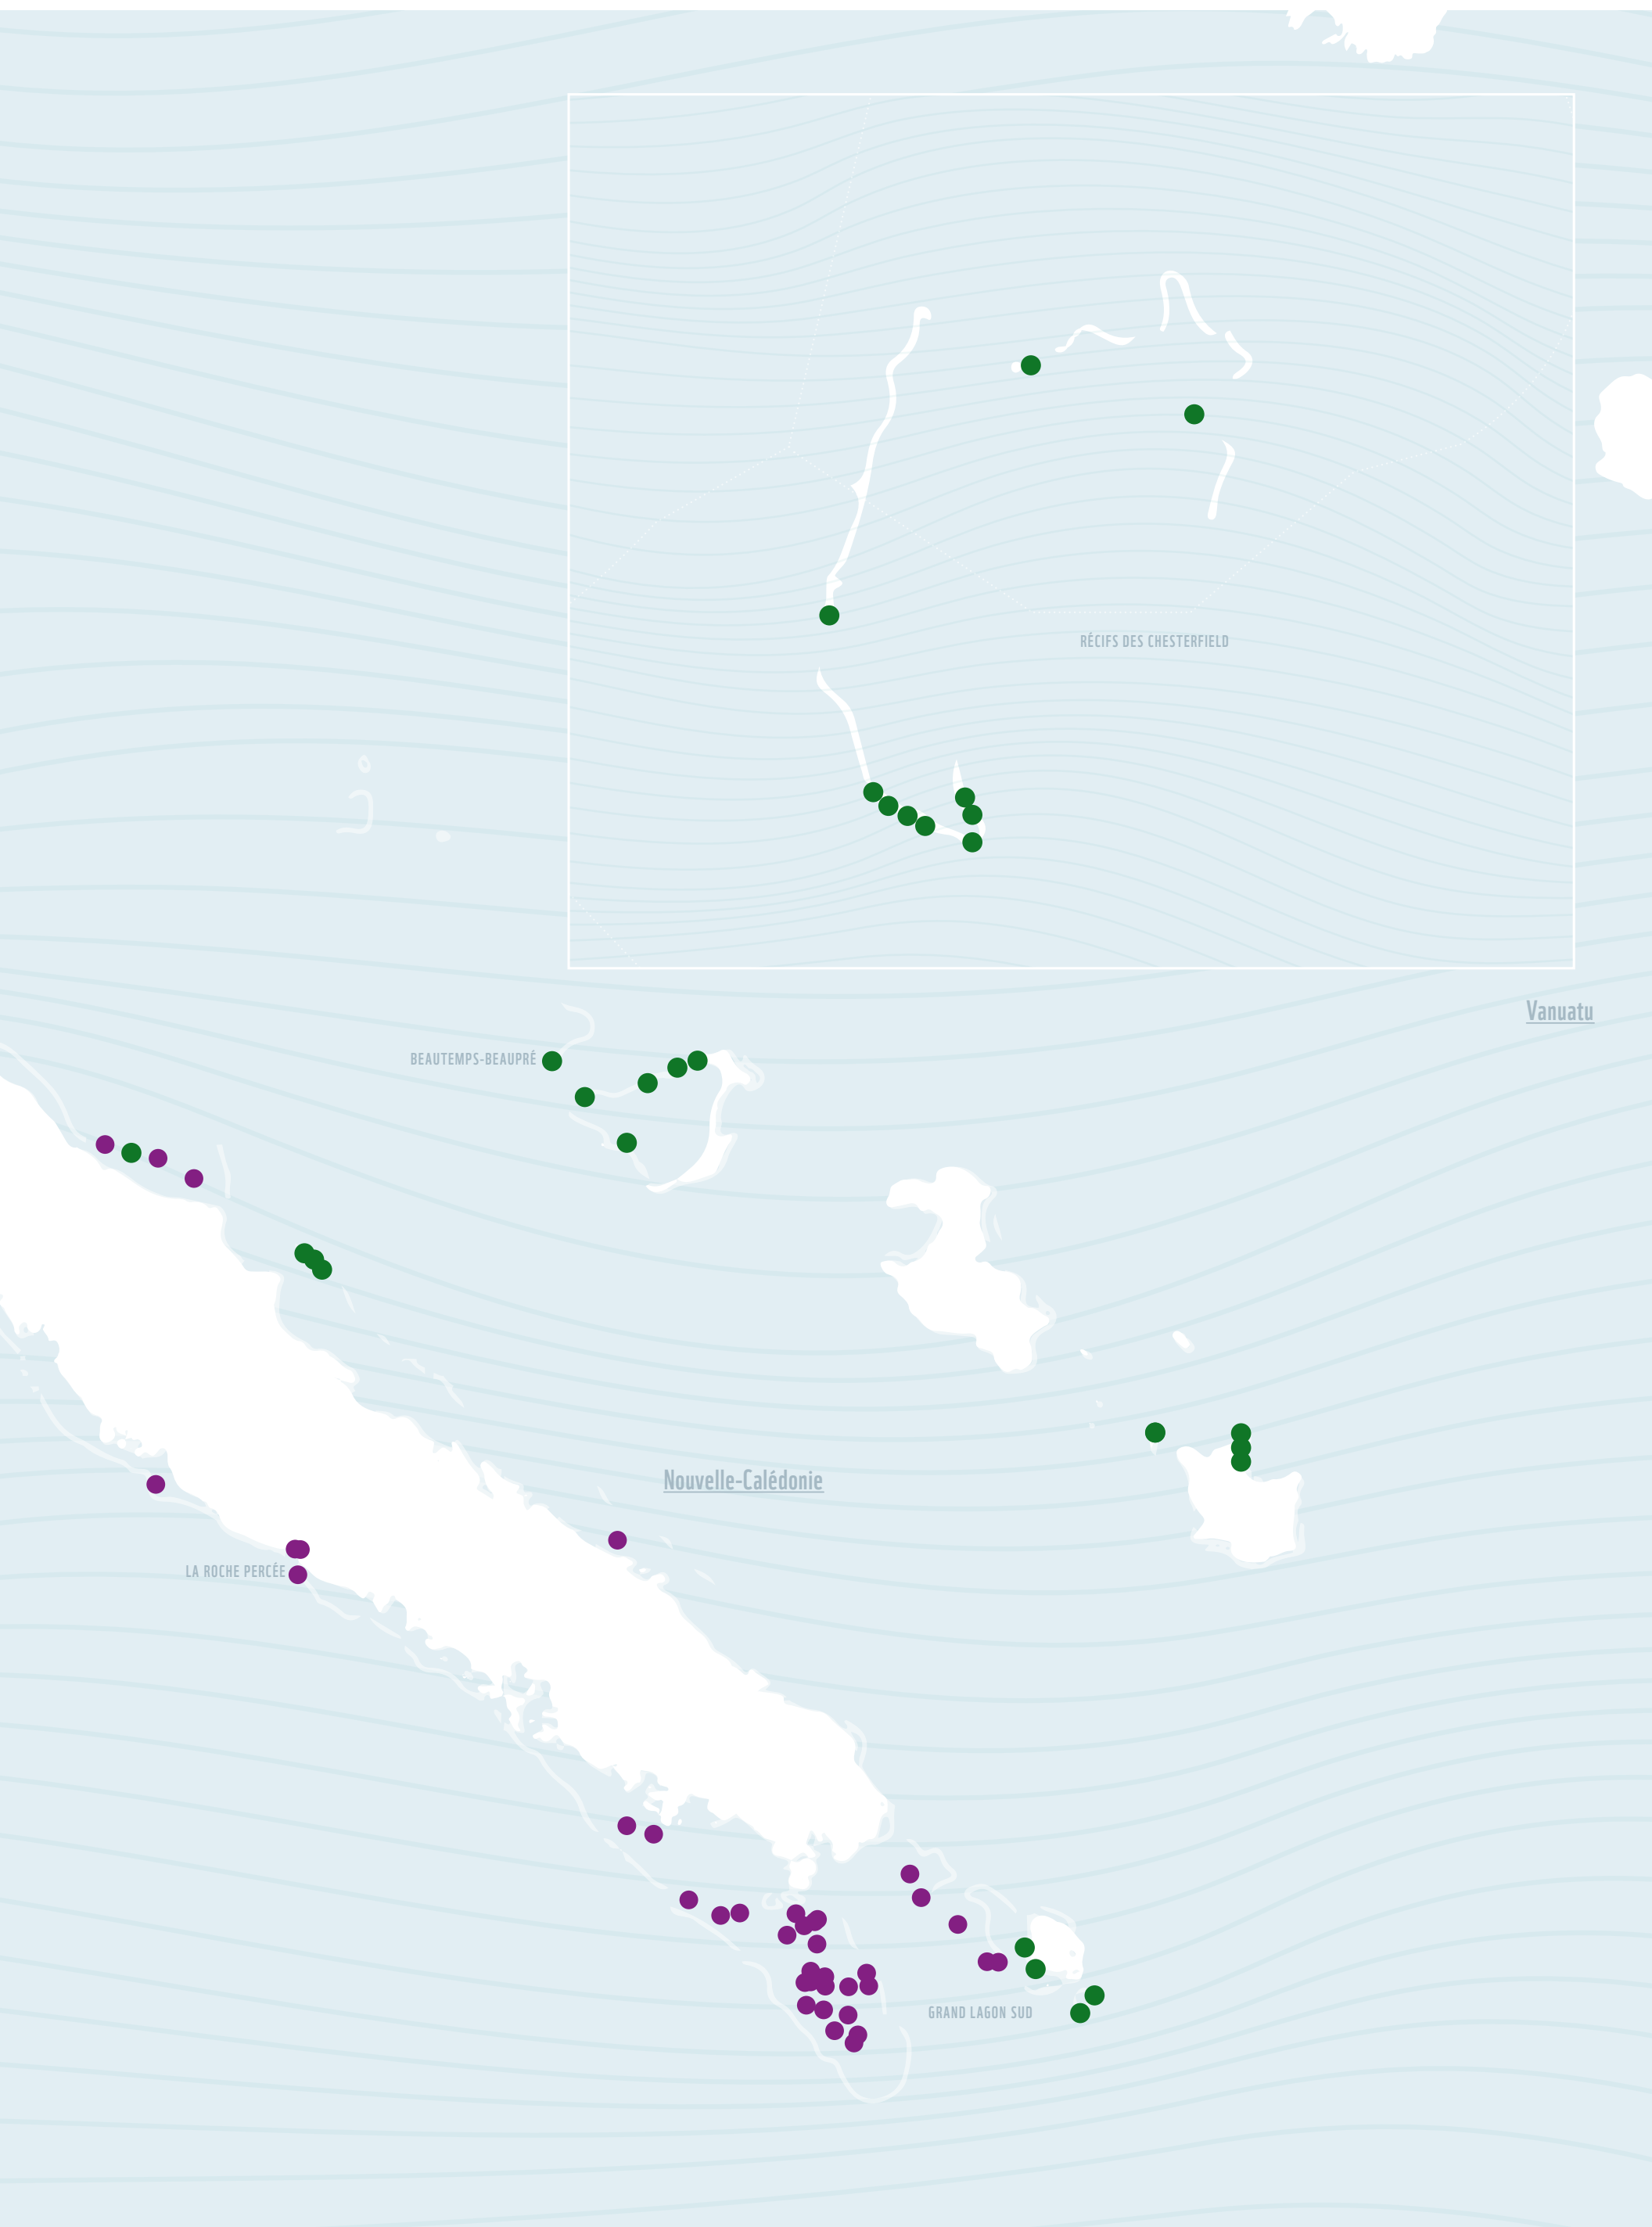 RÉCIFS DES CHESTERFIELD
Vanuatu
BEAUTEMPS-BEAUPRÉ
Nouvelle-Calédonie
LA ROCHE PERCÉE
GRAND LAGON SUD